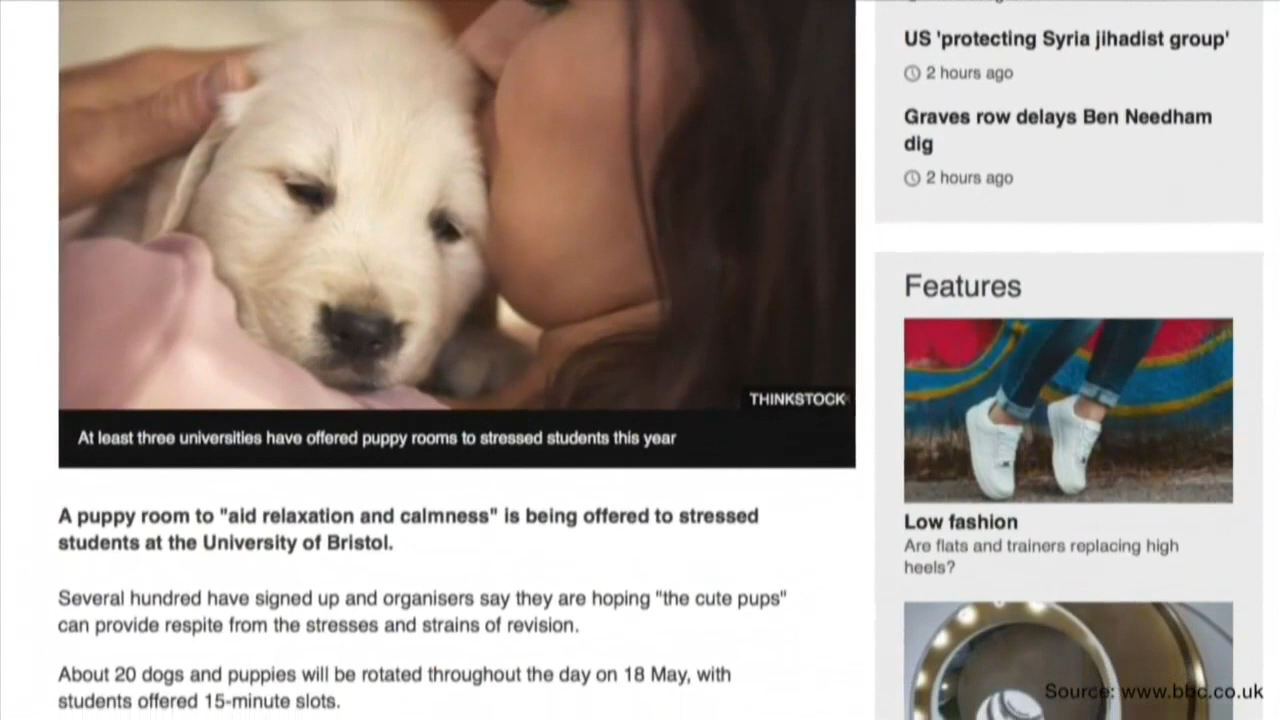 THINKSTOCK
At least three universities have offered puppy rooms to stressed students this year
A puppy room to "aid relaxation and calmness" is being offered to stressed
students at the University of Bristol.
Several hundred have signed up and organisers say they are hoping "the cute pups"
can provide respite from the stresses and strains of revision.
About 20 dogs and puppies will be rotated throughout the day on 18 May, with
students offered 15-minute slots.
US 'protecting Syria jihadist group'
2 hours ago
Graves row delays Ben Needham
dig
2 hours ago
Features
Low fashion
Are flats and trainers replacing high
heels?
Source: www.bbc.co.uk